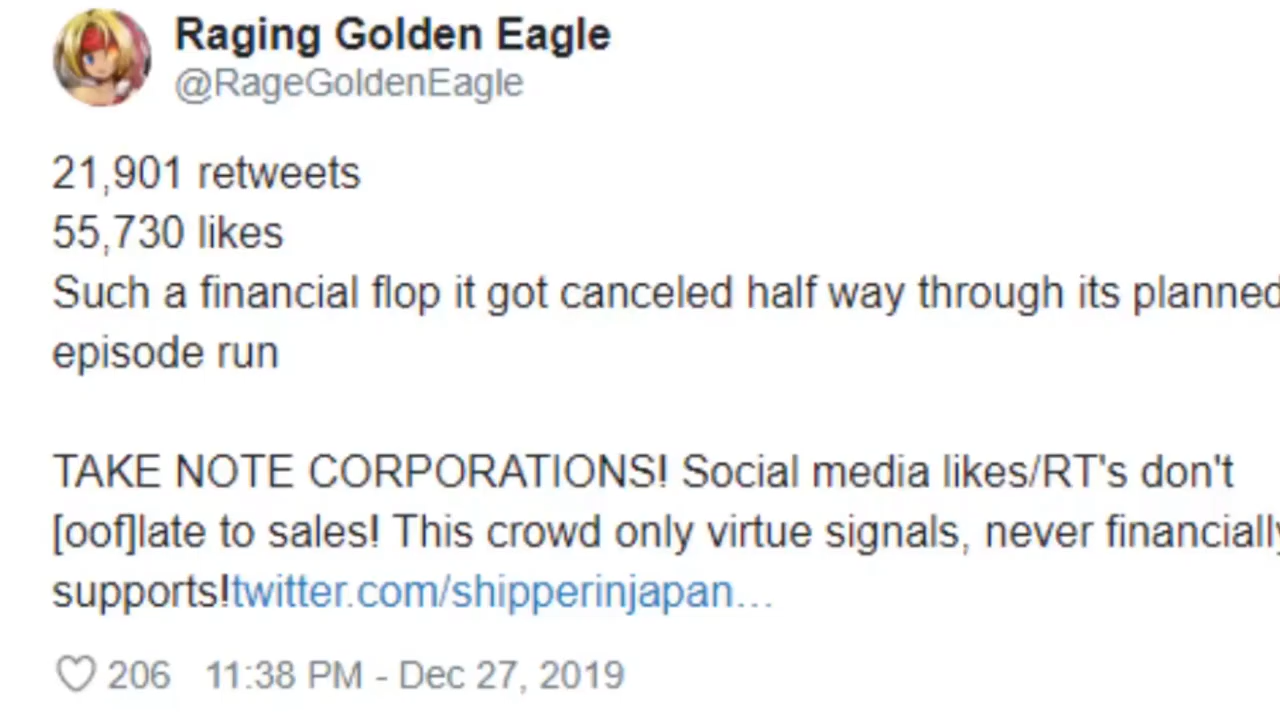 Raging Golden Eagle
@RageGoldenEagle
21,901 retweets
55,730 likes
Such a financial flop it got canceled half way through its planned
episode run
TAKE NOTE CORPORATIONS! Social media likes/RT's don't
[oof]late to sales! This crowd only virtue signals, never financially
supports!twitter.com/shipperinjapan…
206 11:38 PM - Dec 27, 2019